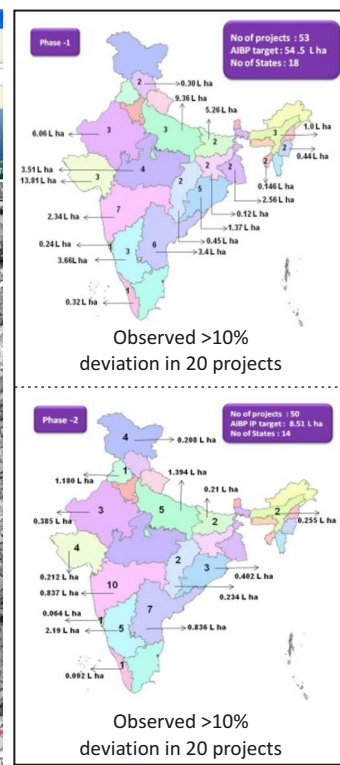 Phase -1
No of projects : 53
AIBP target : 54 .5 L ha
No of States : 18
2
0.30 L ha
9.36 L ha
5.26 L ha
6.06 L ha
3
3
2
3
1.0 L ha
2
0.44 L ha
3.51 L ha
4
2
2
2
0.146 L ha
13.81 L ha
3
2.56 L ha
2
5
0.12 L ha
1.37 L ha
2.34 L ha
7
0.45 L ha
0.24 L ha
1
3
6
3.4 L ha
3.66L ha
0.32 L ha
1
Observed >10%
deviation in 20 projects
Phase -2
No of projects : 50
AIBP IP target : 8.51 L ha
No of States : 14
4
0.208 L ha
1
1.180 L ha
1.394 L ha
0.21 L ha
3
5
2
2
0.255 L ha
0.385 L ha
4
0.212 L ha
2
3
0.402 L ha
0.234 L ha
10
0.837 L ha
7
0.836 L ha
0.064 L ha
1
5
2.19 L ha
1
0.092 L ha
Observed >10%
deviation in 20 projects